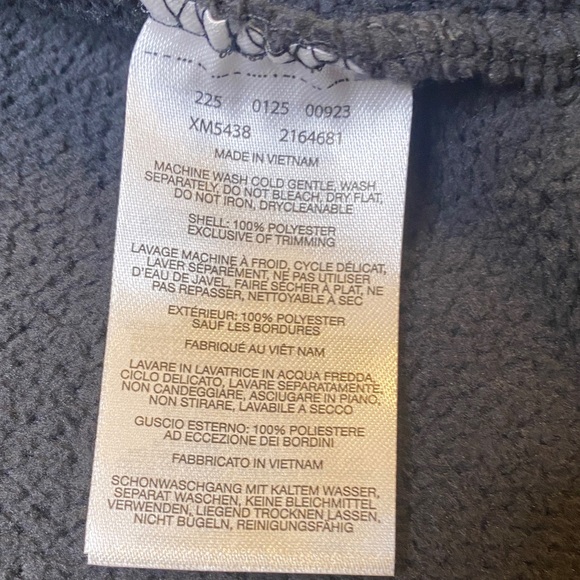 225 0125 00923
XM5438 2164681
MADE IN VIETNAM
MACHINE WASH COLD GENTLE, WASH
SEPARATELY, DO NOT BLEACH, DRY FLAT,
DO NOT IRON, DRYCLEANABLE
SHELL: 100% POLYESTER
EXCLUSIVE OF TRIMMING
LAVAGE MACHINE À FROID, CYCLE DÉLICAT,
LAVER SÉPARÉMENT, NE PAS UTILISER
D'EAU DE JAVEL, FAIRE SÉCHER À PLAT, NE
PAS REPASSER, NETTOYABLE À SEC
EXTÉRIEUR: 100% POLYESTER
SAUF LES BORDURES
FABRIQUÉ AU VIÊT NAM
LAVARE IN LAVATRICE IN ACQUA FREDDA,
CICLO DELICATO, LAVARE SEPARATAMENTE,
NON CANDEGGIARE, ASCIUGARE IN PIANO,
NON STIRARE, LAVABILE A SECCO
GUSCIO ESTERNO: 100% POLIESTERE
AD ECCEZIONE DEI BORDINI
FABBRICATO IN VIETNAM
SCHONWASCHGANG MIT KALTEM WASSER,
SEPARAT WASCHEN, KEINE BLEICHMITTEL
VERWENDEN, LIEGEND TROCKNEN LASSEN,
NICHT BÜGELN, REINIGUNGSFÄHIG